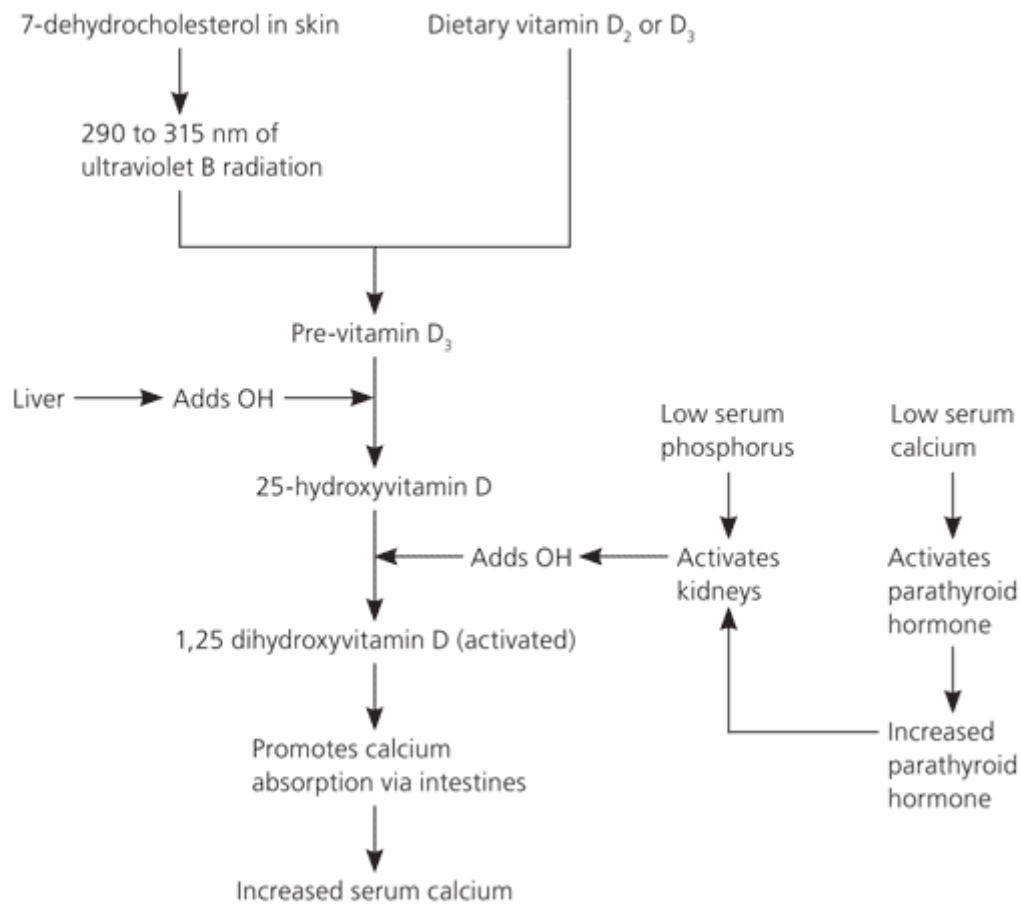 7-dehydrocholesterol in skin
Dietary vitamin D₂ or D₃
290 to 315 nm of
ultraviolet B radiation
Pre-vitamin D₃
Liver
Adds OH
Low serum
phosphorus
Low serum
calcium
25-hydroxyvitamin D
Adds OH
Activates
kidneys
Activates
parathyroid
hormone
1,25 dihydroxyvitamin D (activated)
Promotes calcium
absorption via intestines
Increased
parathyroid
hormone
Increased serum calcium